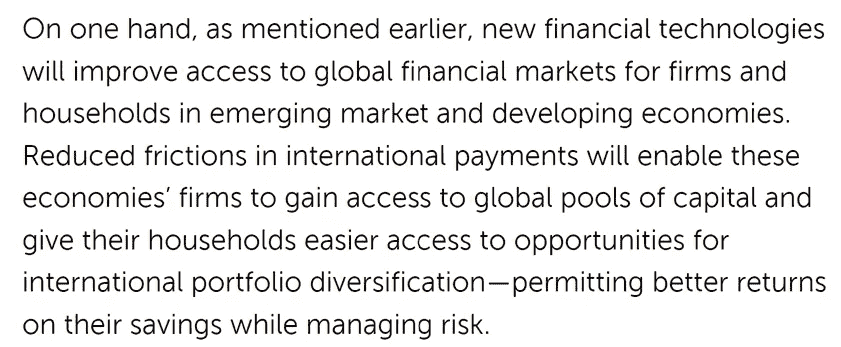 On one hand, as mentioned earlier, new financial technologies
will improve access to global financial markets for firms and
households in emerging market and developing economies.
Reduced frictions in international payments will enable these
economies’ firms to gain access to global pools of capital and
give their households easier access to opportunities for
international portfolio diversification—permitting better returns
on their savings while managing risk.